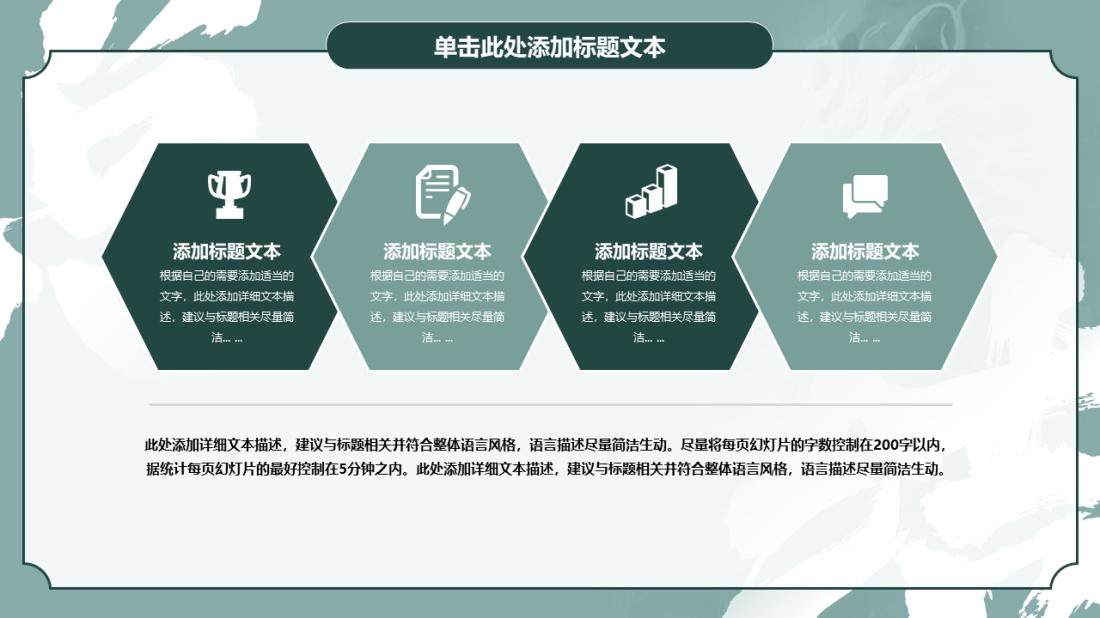 单击此处添加标题文本
添加标题文本
根据自己的需要添加适当的
文字，此处添加详细文本描
述，建议与标题相关尽量简
洁... ...
添加标题文本
根据自己的需要添加适当的
文字，此处添加详细文本描
述，建议与标题相关尽量简
洁... ...
添加标题文本
根据自己的需要添加适当的
文字，此处添加详细文本描
述，建议与标题相关尽量简
洁... ...
添加标题文本
根据自己的需要添加适当的
文字，此处添加详细文本描
述，建议与标题相关尽量简
洁... ...
此处添加详细文本描述，建议与标题相关并符合整体语言风格，语言描述尽量简洁生动。尽量将每页幻灯片的字数控制在200字以内，
据统计每页幻灯片的最好控制在5分钟之内。此处添加详细文本描述，建议与标题相关并符合整体语言风格，语言描述尽量简洁生动。